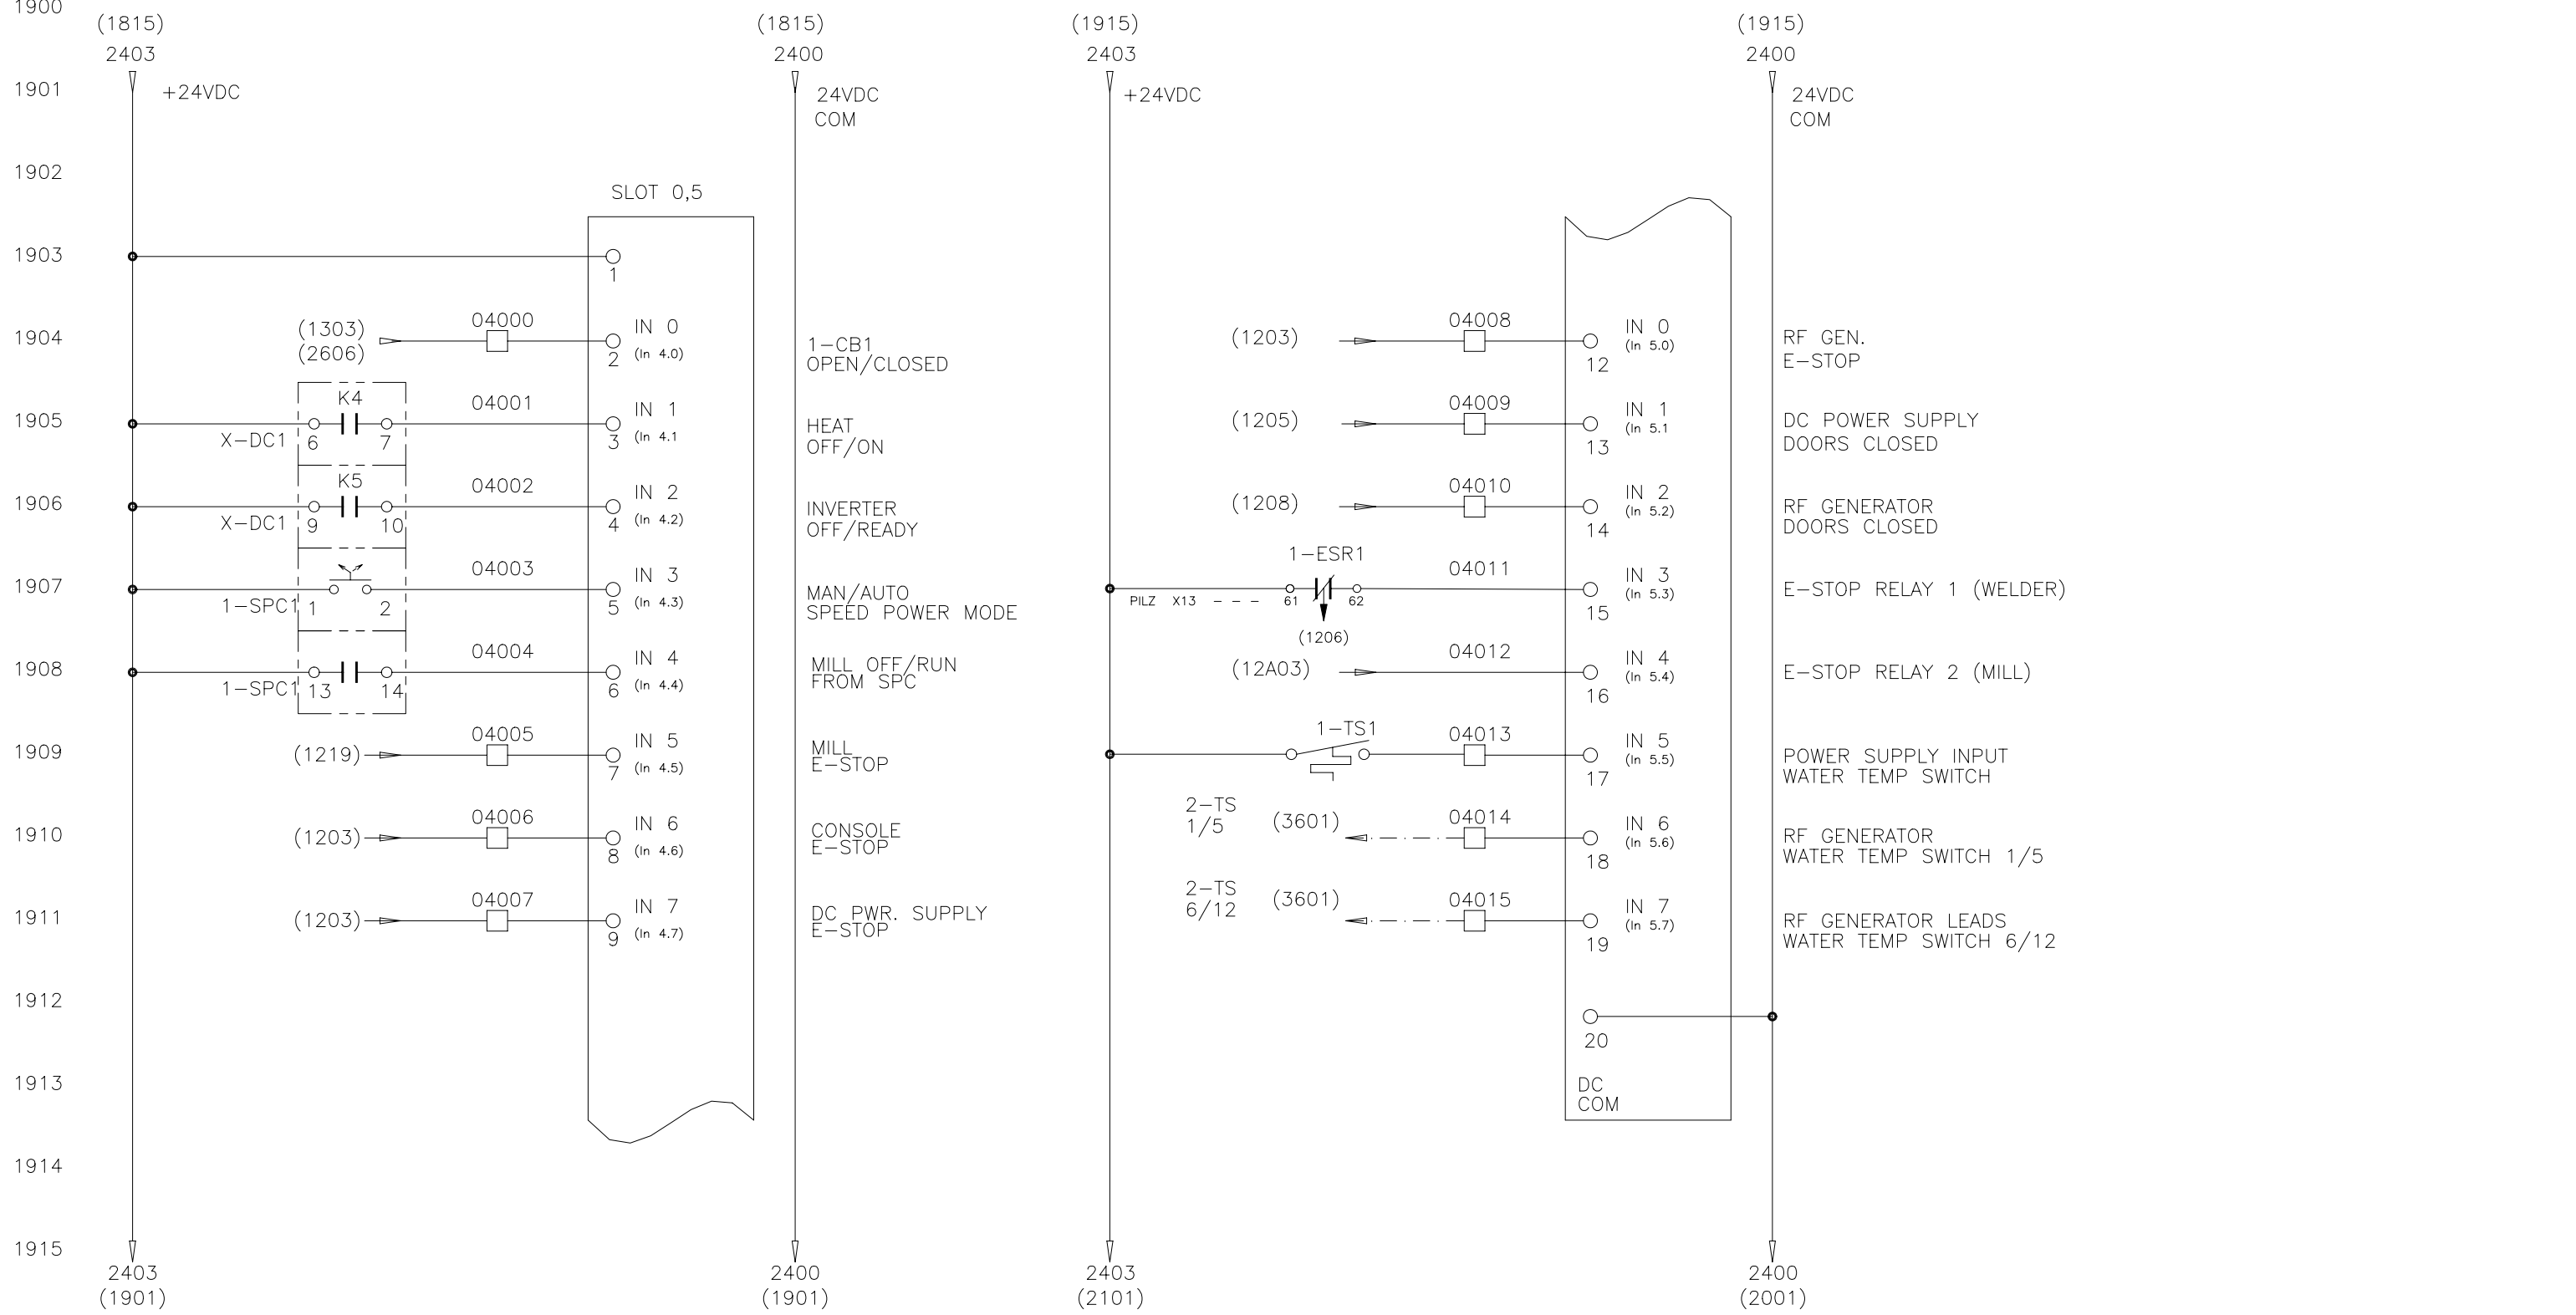 1900
(1815)
2403
(1815)
2400
(1915)
2403
(1915)
2400
1901
+24VDC
24VDC
COM
+24VDC
24VDC
COM
1902
SLOT 0,5
1903
1
1904
(1303)
(2606)
04000
2
IN 0
(In 4.0)
1-CB1
OPEN/CLOSED
(1203)
04008
12
IN 0
(In 5.0)
RF GEN.
E-STOP
1905
X-DC1
K4
6
7
04001
3
IN 1
(In 4.1
HEAT
OFF/ON
(1205)
04009
13
IN 1
(In 5.1
DC POWER SUPPLY
DOORS CLOSED
1906
X-DC1
K5
9
10
04002
4
IN 2
(In 4.2)
INVERTER
OFF/READY
(1208)
04010
14
IN 2
(In 5.2)
RF GENERATOR
DOORS CLOSED
1907
1-SPC1
1
2
04003
5
IN 3
(In 4.3)
MAN/AUTO
SPEED POWER MODE
PILZ X13 - - -
1-ESR1
61
62
(1206)
04011
15
IN 3
(In 5.3)
E-STOP RELAY 1 (WELDER)
1908
1-SPC1
13
14
04004
6
IN 4
(In 4.4)
MILL OFF/RUN
FROM SPC
(12A03)
04012
16
IN 4
(In 5.4)
E-STOP RELAY 2 (MILL)
1909
(1219)
04005
7
IN 5
(In 4.5)
MILL
E-STOP
1-TS1
04013
17
IN 5
(In 5.5)
POWER SUPPLY INPUT
WATER TEMP SWITCH
1910
(1203)
04006
8
IN 6
(In 4.6)
CONSOLE
E-STOP
2-TS
1/5
(3601)
04014
18
IN 6
(In 5.6)
RF GENERATOR
WATER TEMP SWITCH 1/5
1911
(1203)
04007
9
IN 7
(In 4.7)
DC PWR. SUPPLY
E-STOP
2-TS
6/12
(3601)
04015
19
IN 7
(In 5.7)
RF GENERATOR LEADS
WATER TEMP SWITCH 6/12
1912
20
1913
DC
COM
1914
1915
2403
(1901)
2400
(1901)
2403
(2101)
2400
(2001)